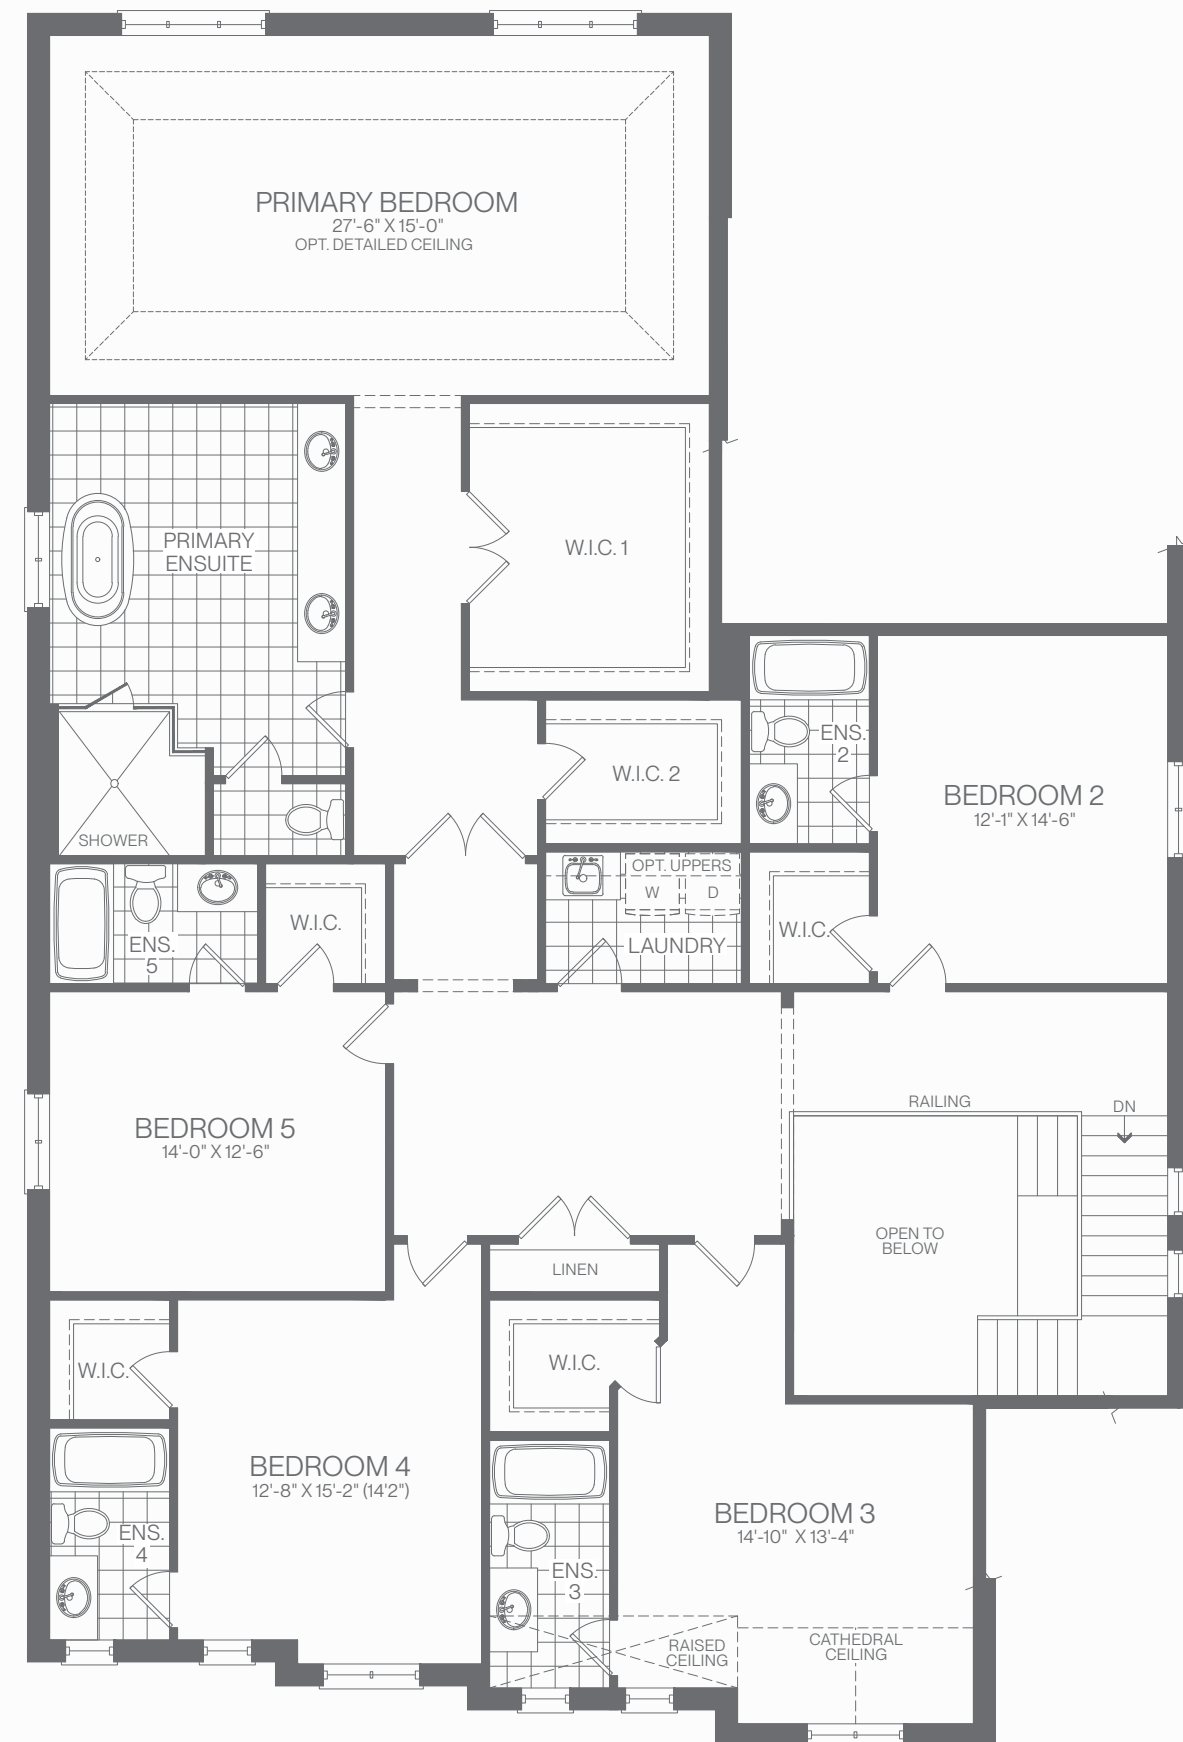 PRIMARY BEDROOM
27'-6" X 15'-0"
OPT. DETAILED CEILING
PRIMARY
ENSUITE
W.I.C. 1
SHOWER
W.I.C. 2
ENS.
2
BEDROOM 2
12'-1" X 14'-6"
ENS.
5
W.I.C.
OPT. UPPERS
W
D
LAUNDRY
W.I.C.
BEDROOM 5
14'-0" X 12'-6"
RAILING
DN
OPEN TO
BELOW
LINEN
W.I.C.
W.I.C.
BEDROOM 4
12'-8" X 15'-2" (14'2")
ENS.
4
BEDROOM 3
14'-10" X 13'-4"
ENS.
3
RAISED
CEILING
CATHEDRAL
CEILING